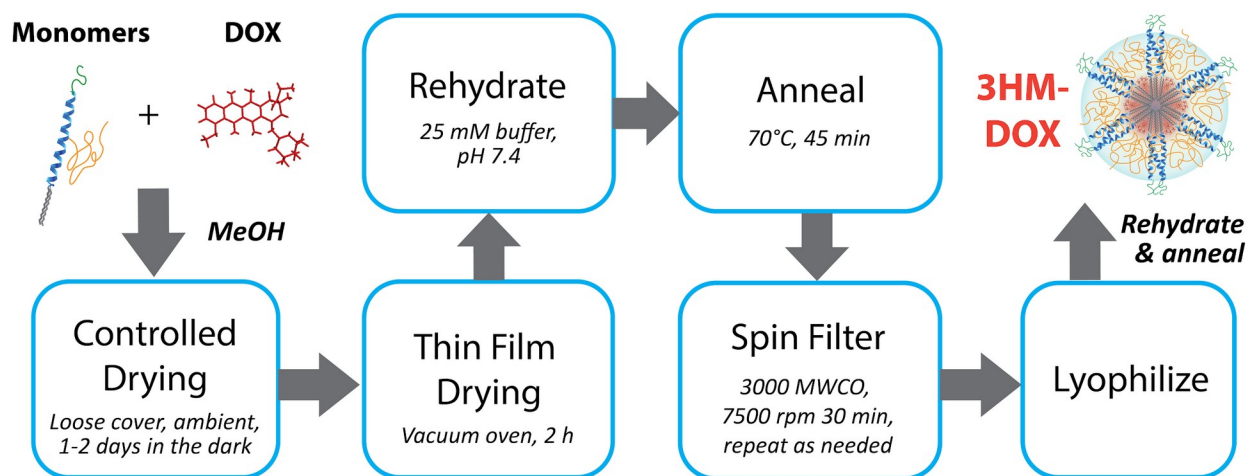 Monomers
DOX
+
MeOH
Controlled
Drying
Loose cover, ambient,
1-2 days in the dark
Thin Film
Drying
Vacuum oven, 2 h
Rehydrate
25 mM buffer,
pH 7.4
Anneal
70°C, 45 min
Spin Filter
3000 MWCO,
7500 rpm 30 min,
repeat as needed
Lyophilize
Rehydrate
& anneal
3HM-
DOX